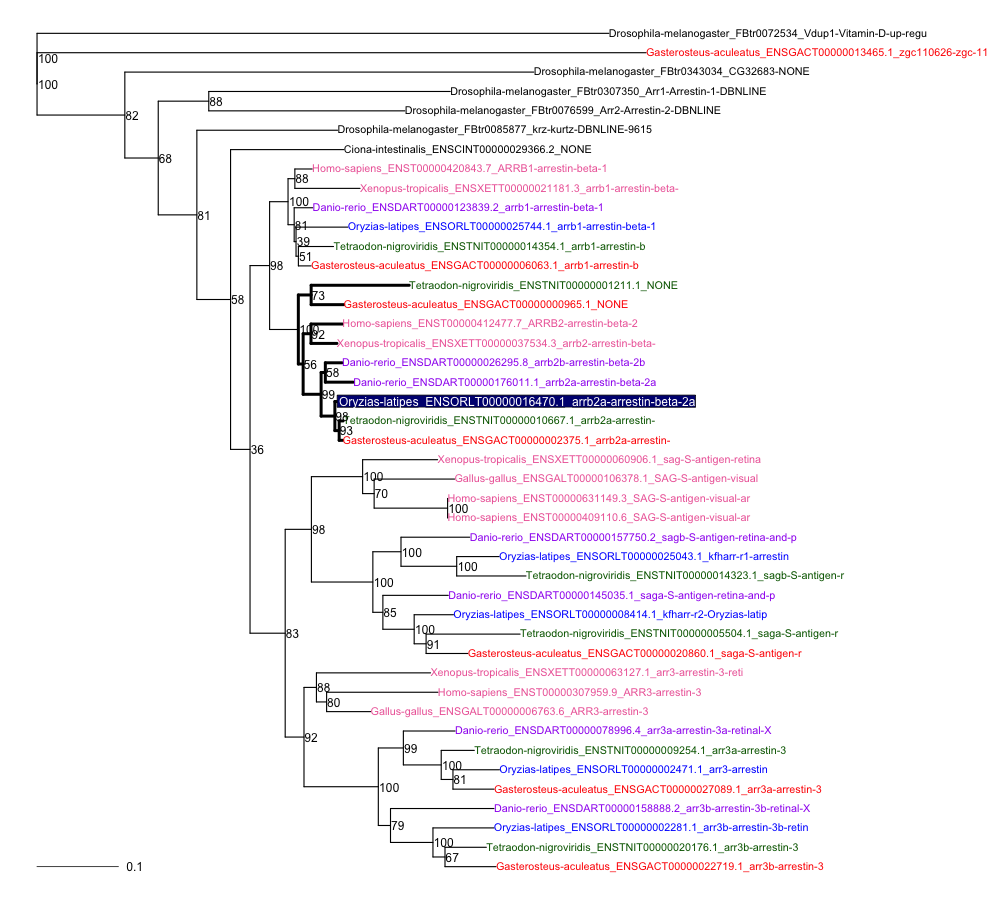 Drosophila-melanogaster_FBtr0072534_Vdup1-Vitamin-D-up-regu
Gasterosteus-aculeatus_ENSGACT00000013465.1_zgc110626-zgc-11
100
Drosophila-melanogaster_FBtr0343034_CG32683-NONE
100
Drosophila-melanogaster_FBtr0307350_Arr1-Arrestin-1-DBNLINE
88
Drosophila-melanogaster_FBtr0076599_Arr2-Arrestin-2-DBNLINE
82
Drosophila-melanogaster_FBtr0085877_krz-kurtz-DBNLINE-9615
Ciona-intestinalis_ENSCINT00000029366.2_NONE
68
Homo-sapiens_ENST00000420843.7_ARRB1-arrestin-beta-1
88
Xenopus-tropicalis_ENSXETT00000021181.3_arrb1-arrestin-beta-
100
Danio-rerio_ENSDART00000123839.2_arrb1-arrestin-beta-1
81
81
Oryzias-latipes_ENSORLT00000025744.1_arrb1-arrestin-beta-1
39
Tetraodon-nigroviridis_ENSTNIT00000014354.1_arrb1-arrestin-b
51
98
Gasterosteus-aculeatus_ENSGACT00000006063.1_arrb1-arrestin-b
Tetraodon-nigroviridis_ENSTNIT00000001211.1_NONE
73
58
Gasterosteus-aculeatus_ENSGACT00000000965.1_NONE
Homo-sapiens_ENST00000412477.7_ARRB2-arrestin-beta-2
100
92
Xenopus-tropicalis_ENSXETT00000037534.3_arrb2-arrestin-beta-
56
Danio-rerio_ENSDART00000026295.8_arrb2b-arrestin-beta-2b
58
Danio-rerio_ENSDART00000176011.1_arrb2a-arrestin-beta-2a
99
Oryzias-latipes_ENSORLT00000016470.1_arrb2a-arrestin-beta-2a
98
Tetraodon-nigroviridis_ENSTNIT00000010667.1_arrb2a-arrestin-
93
Gasterosteus-aculeatus_ENSGACT00000002375.1_arrb2a-arrestin-
36
Xenopus-tropicalis_ENSXETT00000060906.1_sag-S-antigen-retina
100
Gallus-gallus_ENSGALT00000106378.1_SAG-S-antigen-visual
70
Homo-sapiens_ENST00000631149.3_SAG-S-antigen-visual-ar
100
Homo-sapiens_ENST00000409110.6_SAG-S-antigen-visual-ar
98
Danio-rerio_ENSDART00000157750.2_sagb-S-antigen-retina-and-p
100
Oryzias-latipes_ENSORLT00000025043.1_kfharr-r1-arrestin
100
Tetraodon-nigroviridis_ENSTNIT00000014323.1_sagb-S-antigen-r
100
Danio-rerio_ENSDART00000145035.1_saga-S-antigen-retina-and-p
85
Oryzias-latipes_ENSORLT00000008414.1_kfharr-r2-Oryzias-latip
100
Tetraodon-nigroviridis_ENSTNIT00000005504.1_saga-S-antigen-r
83
91
Gasterosteus-aculeatus_ENSGACT00000020860.1_saga-S-antigen-r
Xenopus-tropicalis_ENSXETT00000063127.1_arr3-arrestin-3-reti
88
Homo-sapiens_ENST00000307959.9_ARR3-arrestin-3
80
Gallus-gallus_ENSGALT00000006763.6_ARR3-arrestin-3
92
Danio-rerio_ENSDART00000078996.4_arr3a-arrestin-3a-retinal-X
99
Tetraodon-nigroviridis_ENSTNIT00000009254.1_arr3a-arrestin-3
100
Oryzias-latipes_ENSORLT00000002471.1_arr3-arrestin
81
100
Gasterosteus-aculeatus_ENSGACT00000027089.1_arr3a-arrestin-3
Danio-rerio_ENSDART00000158888.2_arr3b-arrestin-3b-retinal-X
79
Oryzias-latipes_ENSORLT00000002281.1_arr3b-arrestin-3b-retin
100
Tetraodon-nigroviridis_ENSTNIT00000020176.1_arr3b-arrestin-3
67
Gasterosteus-aculeatus_ENSGACT00000022719.1_arr3b-arrestin-3
0.1